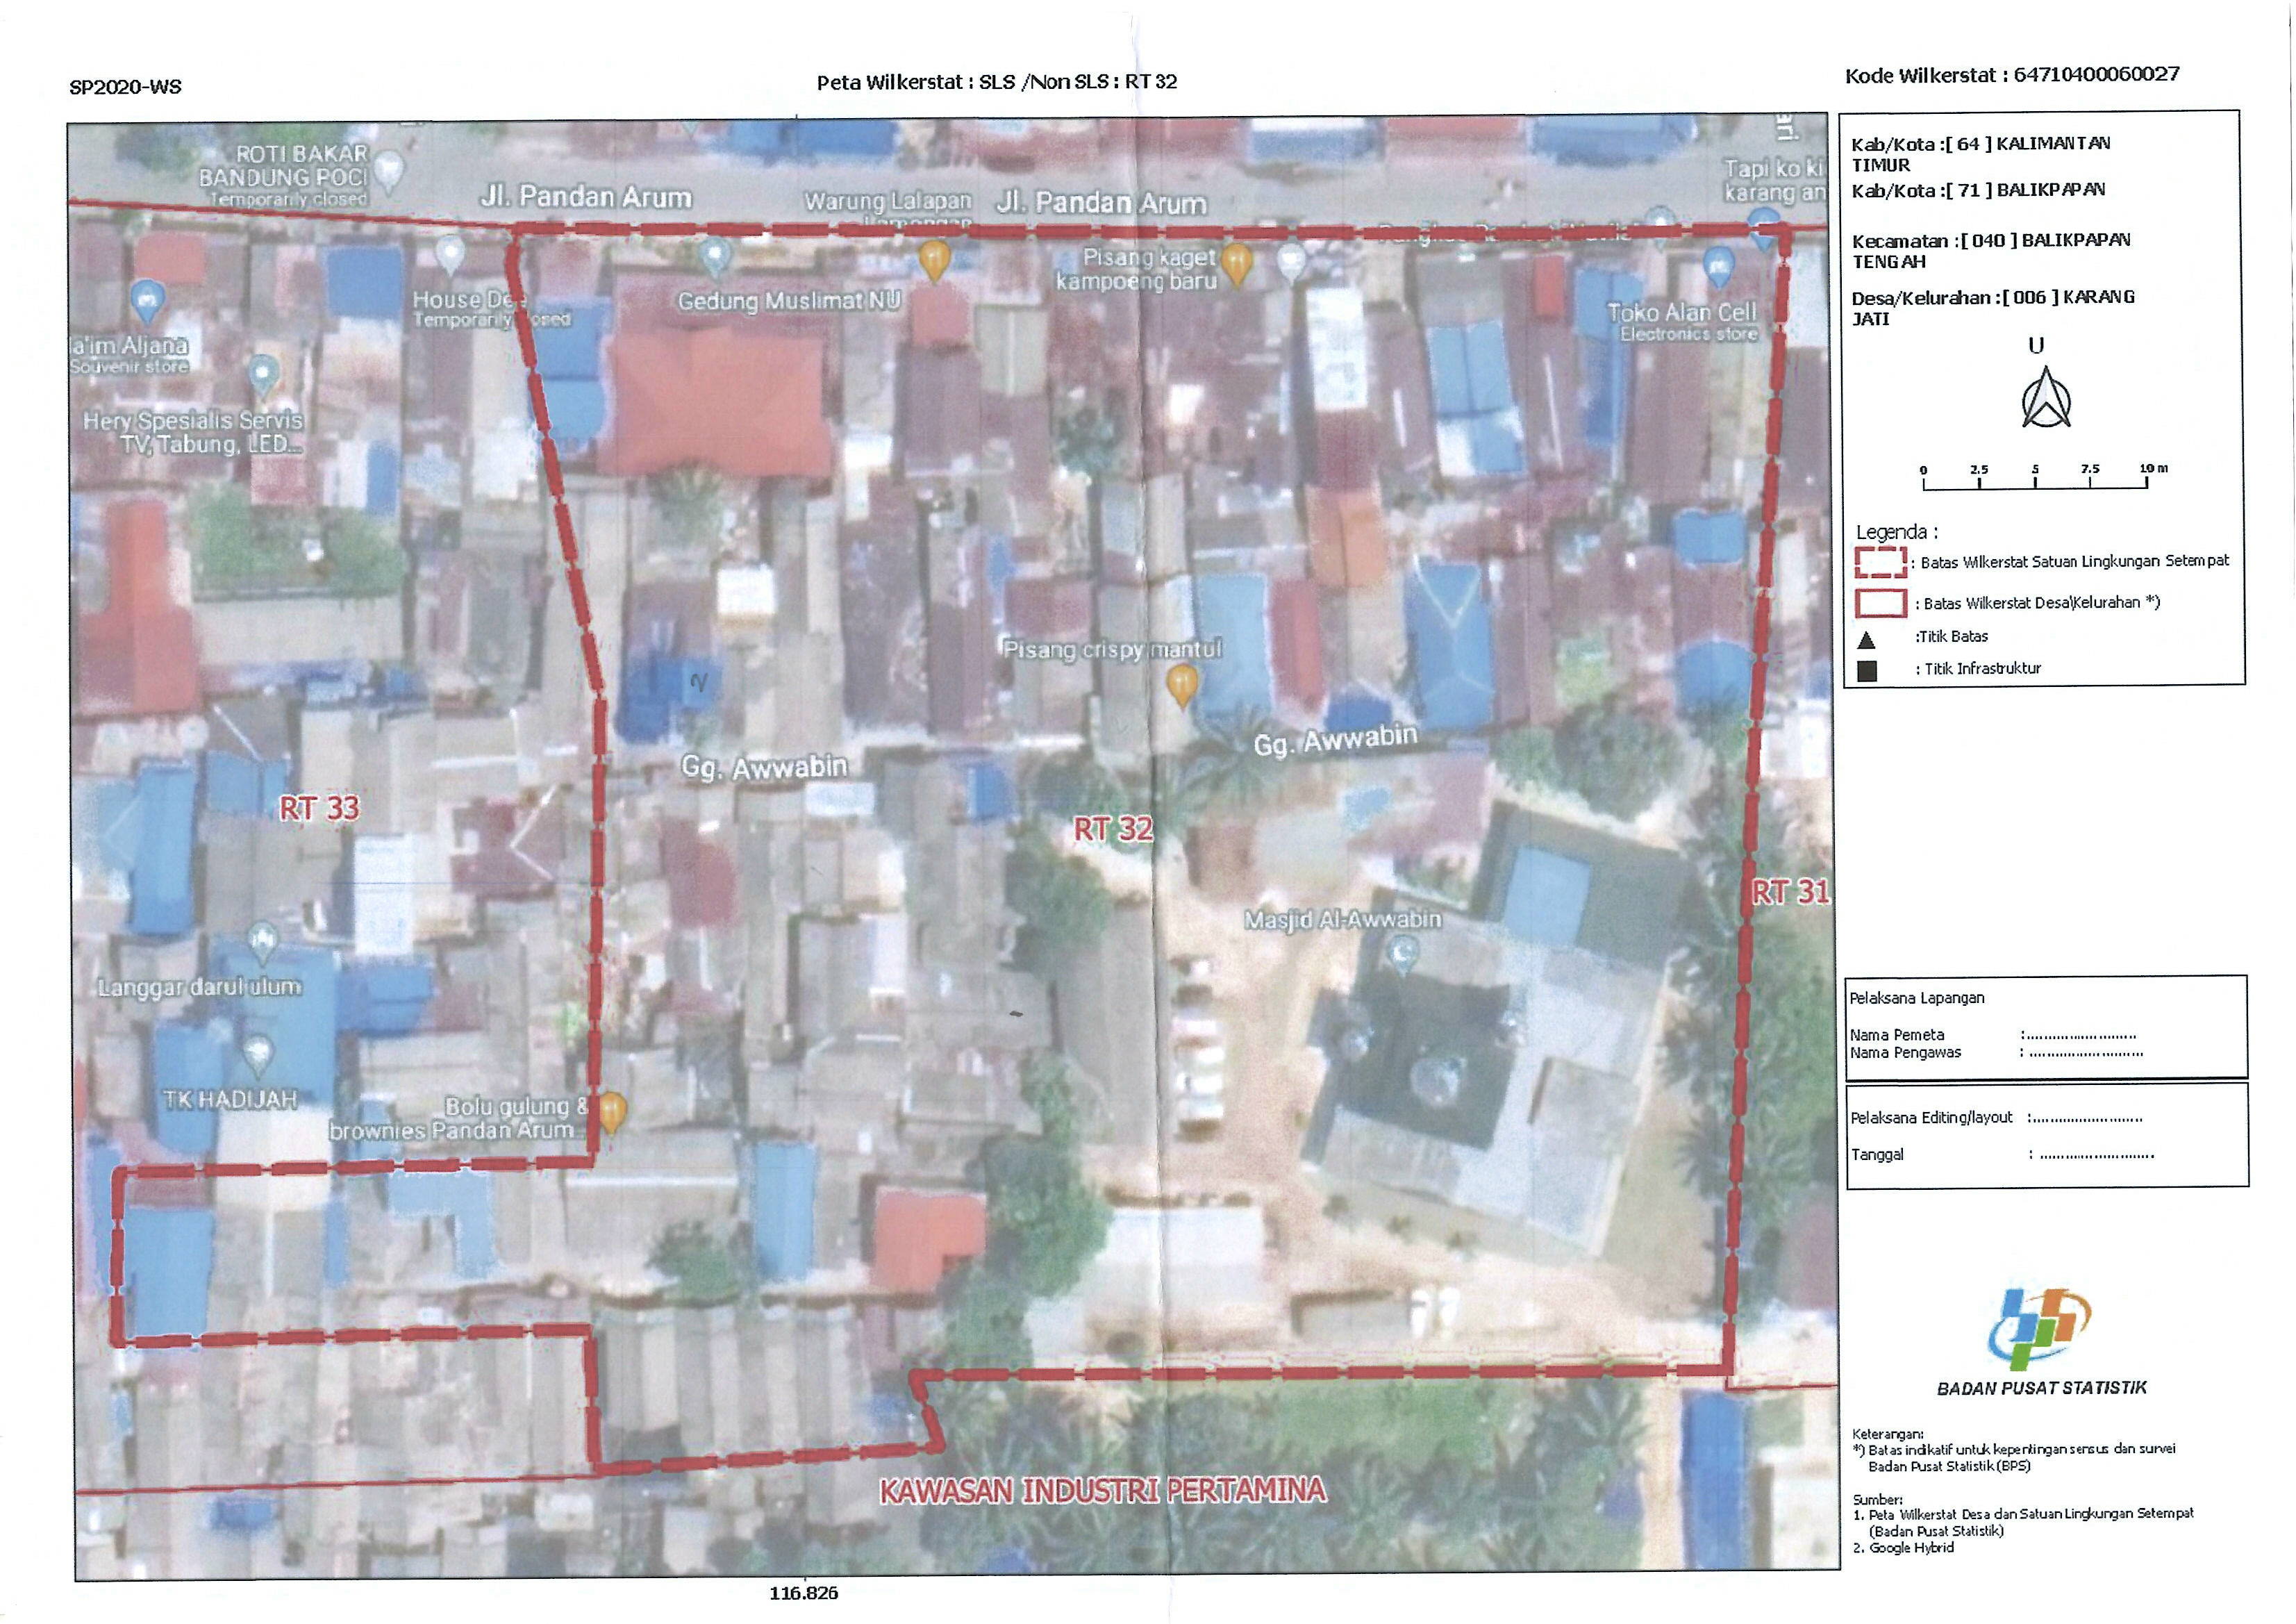 SP2020-WS
Peta Wilkerstat : SLS /Non SLS : RT 32
Kode Wilkerstat : 64710400060027
ROTI BAKAR
BANDUNG POCI
Temporarily closed
Jl. Pandan Arum
Warung Lalapan
Lamongan
Jl. Pandan Arum
Tapi ko ki
karang an
House De
Temporarily closed
Gedung Muslimat NU
Pisang kaget
kampoeng baru
Toko Alan Cell
Electronics store
la'im Aljana
Souvenir store
Hery Spesialis Servis
TV, Tabung, LED...
Pisang crispy mantul
Gg. Awwabin
Gg. Awwabin
RT 33
RT 32
RT 31
Masjid Al-Awwabin
Langgar darul ulum
TK HADIJAH
Bolu gulung &
brownies Pandan Arum...
KAWASAN INDUSTRI PERTAMINA
116.826
Kab/Kota :[ 64 ] KALIMANTAN
TIMUR
Kab/Kota :[ 71 ] BALIKPAPAN
Kecamatan :[ 040 ] BALIKPAPAN
TENGAH
Desa/Kelurahan :[ 006 ] KARANG
JATI
U
0 2.5 5 7.5 10 m
Legenda :
: Batas Wilkerstat Satuan Lingkungan Setempat
: Batas Wilkerstat Desa\Kelurahan *)
:Titik Batas
: Titik Infrastruktur
Pelaksana Lapangan
Nama Pemeta :.........................
Nama Pengawas : .........................
Pelaksana Editing/layout :.........................
Tanggal : .........................
BADAN PUSAT STATISTIK
Keterangan:
*) Batas indikatif untuk kepentingan sensus dan survei
Badan Pusat Statistik (BPS)
Sumber:
1. Peta Wilkerstat Desa dan Satuan Lingkungan Setempat
(Badan Pusat Statistik)
2. Google Hybrid